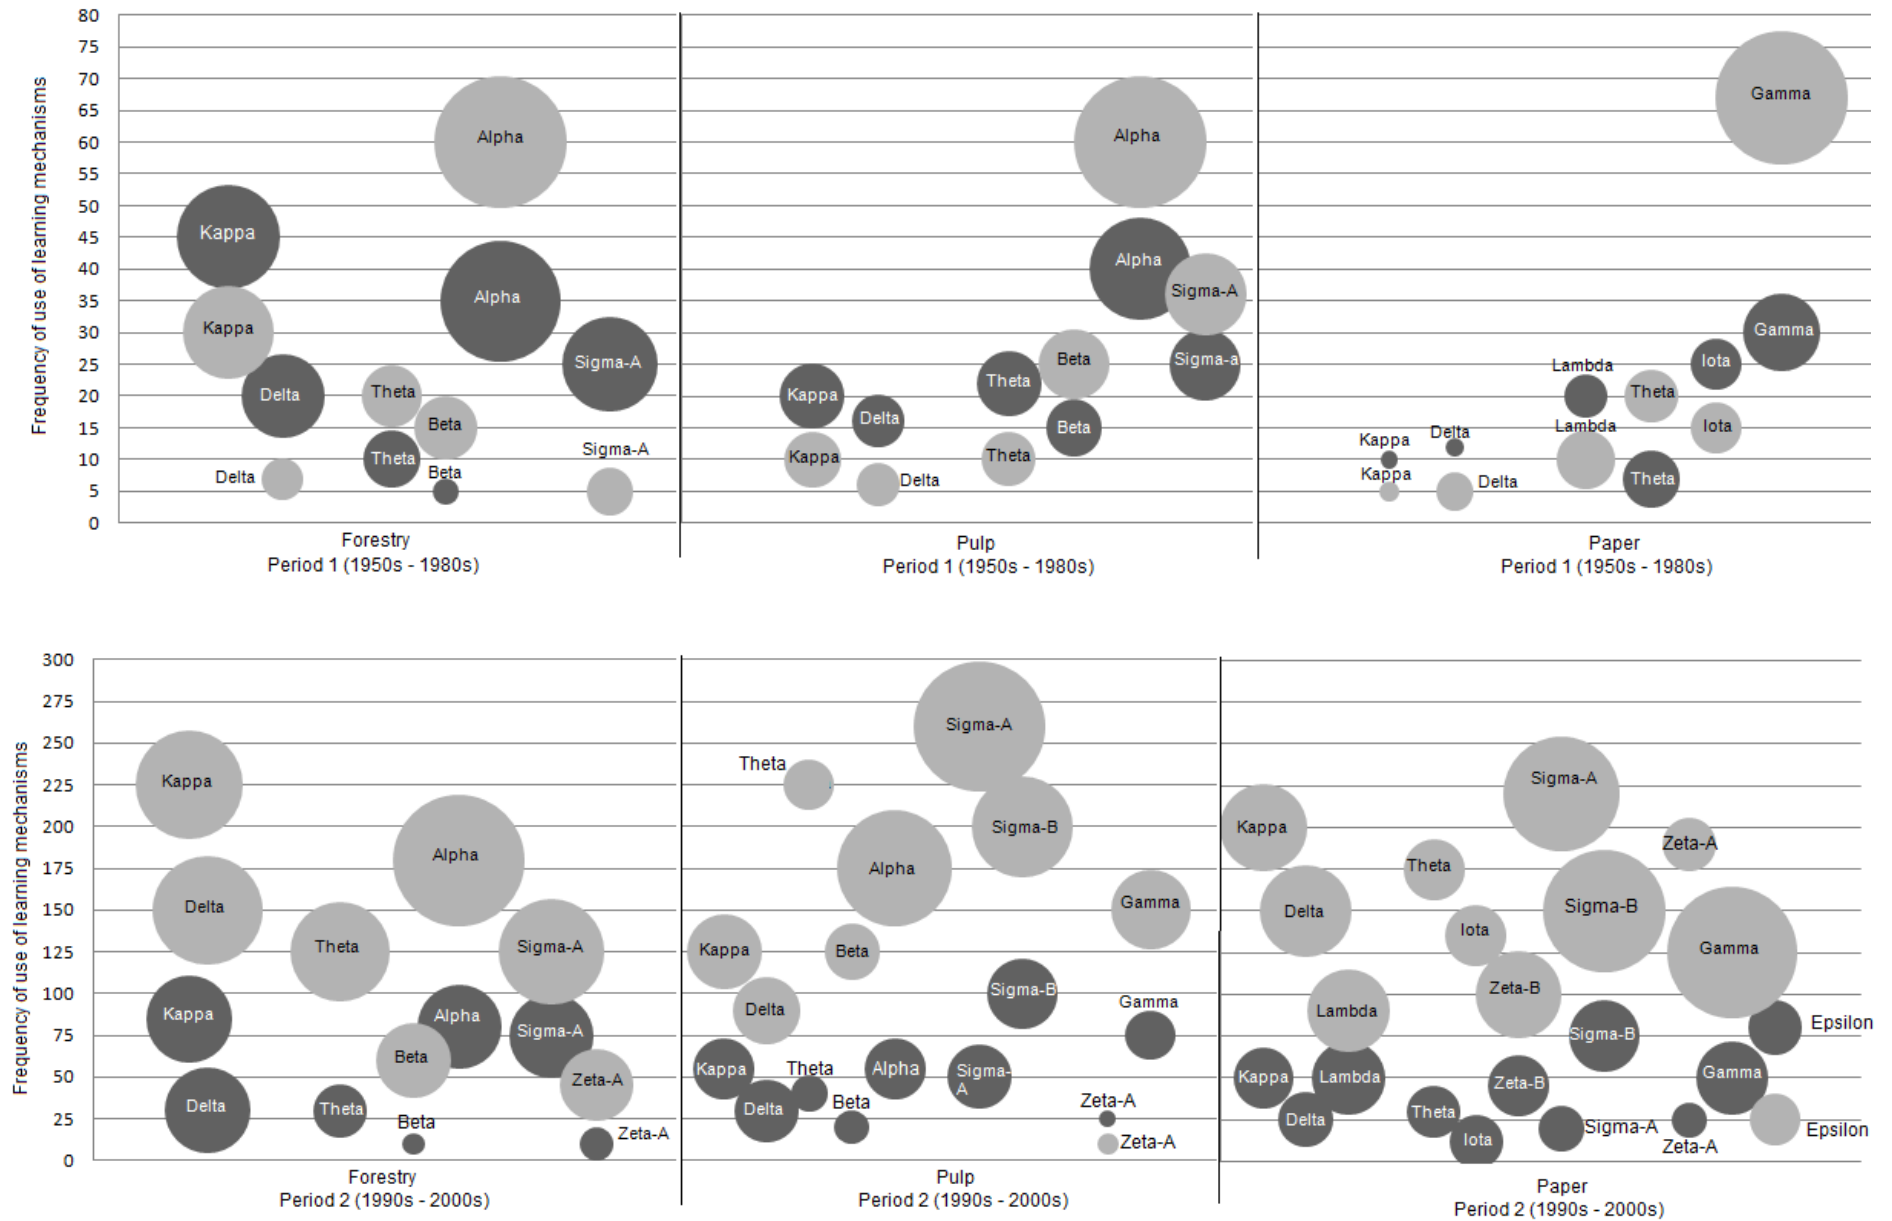 Frequency of use of learning mechanisms
80
75
70
65
60
55
50
45
40
35
30
25
20
15
10
5
0
Alpha
Kappa
Alpha
Kappa
Sigma-A
Delta
Theta
Beta
Theta
Beta
Delta
Sigma-A
Forestry
Period 1 (1950s - 1980s)
Alpha
Alpha
Sigma-A
Sigma-a
Beta
Theta
Kappa
Delta
Beta
Kappa
Theta
Delta
Pulp
Period 1 (1950s - 1980s)
Gamma
Gamma
Lambda
Iota
Theta
Lambda
Iota
Kappa
Delta
Kappa
Delta
Theta
Paper
Period 1 (1950s - 1980s)
Frequency of use of learning mechanisms
300
275
250
225
200
175
150
125
100
75
50
25
0
Kappa
Alpha
Delta
Theta
Sigma-A
Kappa
Alpha
Sigma-A
Beta
Zeta-A
Delta
Theta
Beta
Zeta-A
Forestry
Period 2 (1990s - 2000s)
Sigma-A
Theta
Sigma-B
Alpha
Gamma
Kappa
Beta
Delta
Sigma-B
Gamma
Kappa
Theta
Alpha
Sigma-
A
Delta
Beta
Zeta-A
Zeta-A
Pulp
Period 2 (1990s - 2000s)
Sigma-A
Kappa
Zeta-A
Theta
Delta
Sigma-B
Iota
Gamma
Zeta-B
Lambda
Sigma-B
Epsilon
Kappa
Lambda
Zeta-B
Gamma
Delta
Theta
Iota
Sigma-A
Zeta-A
Epsilon
Paper
Period 2 (1990s - 2000s)